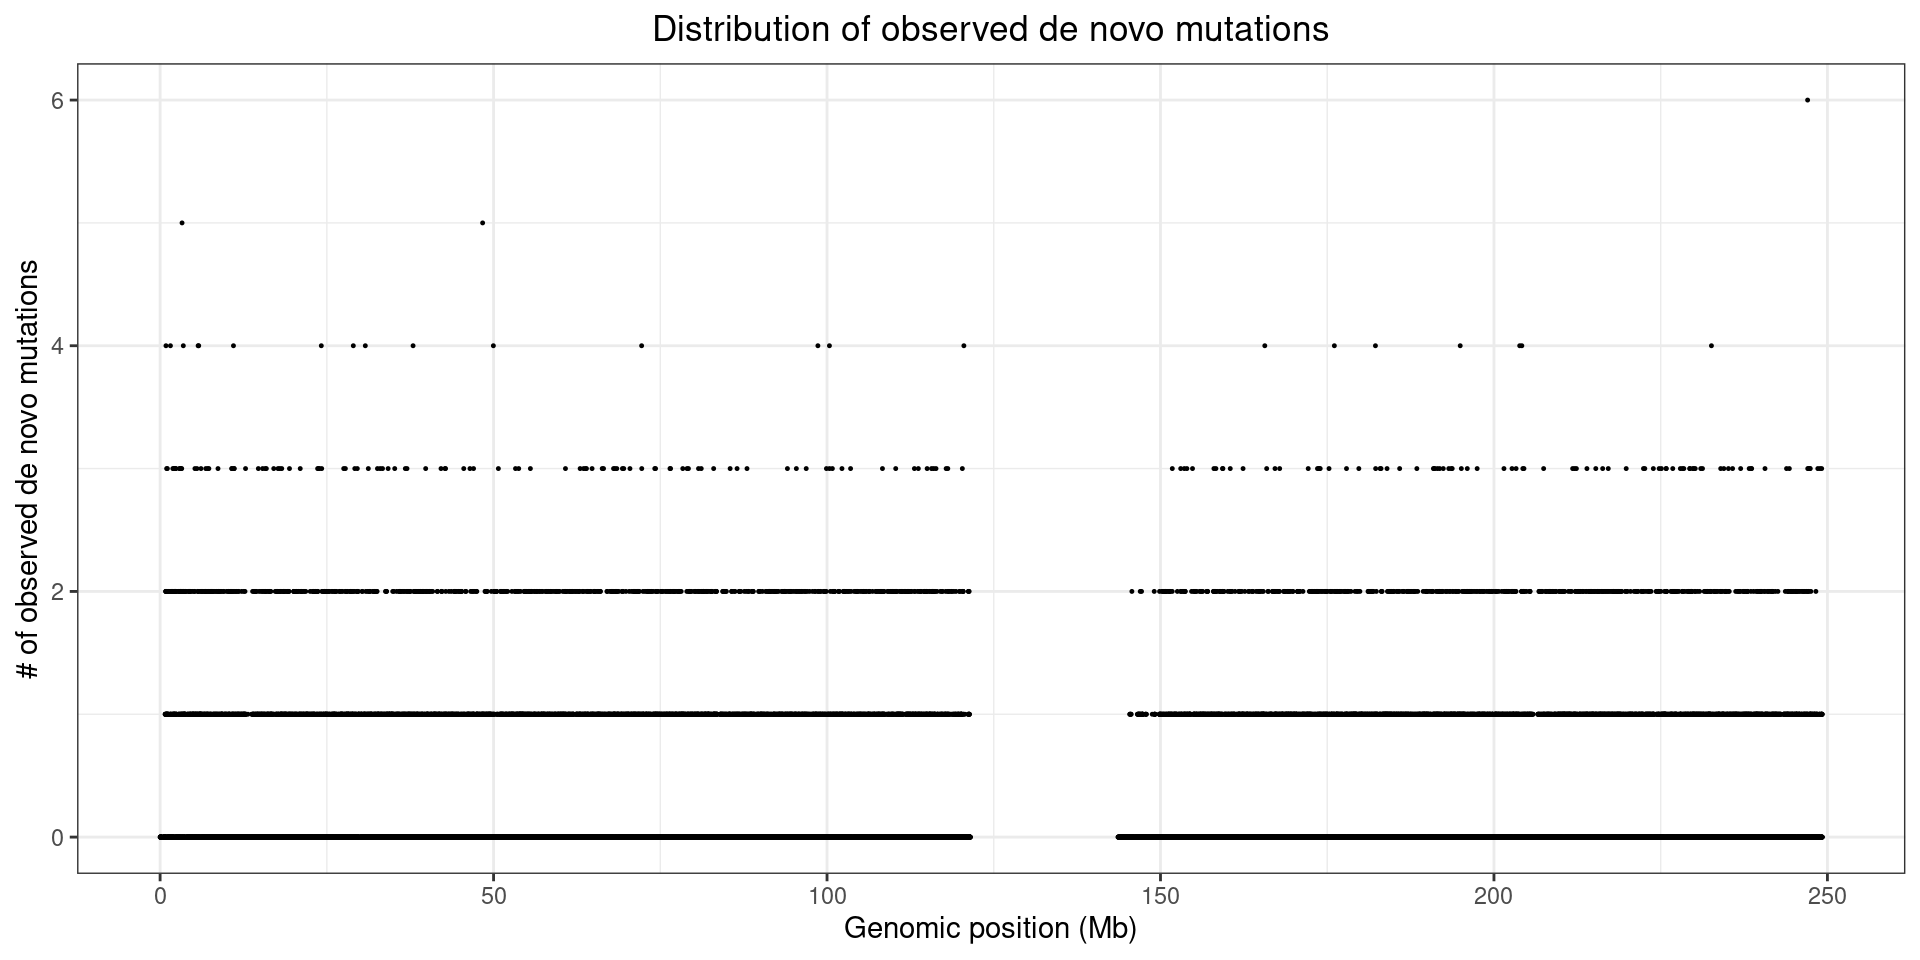 Distribution of observed de novo mutations
# of observed de novo mutations
6
4
2
0
0 50 100 150 200 250
Genomic position (Mb)